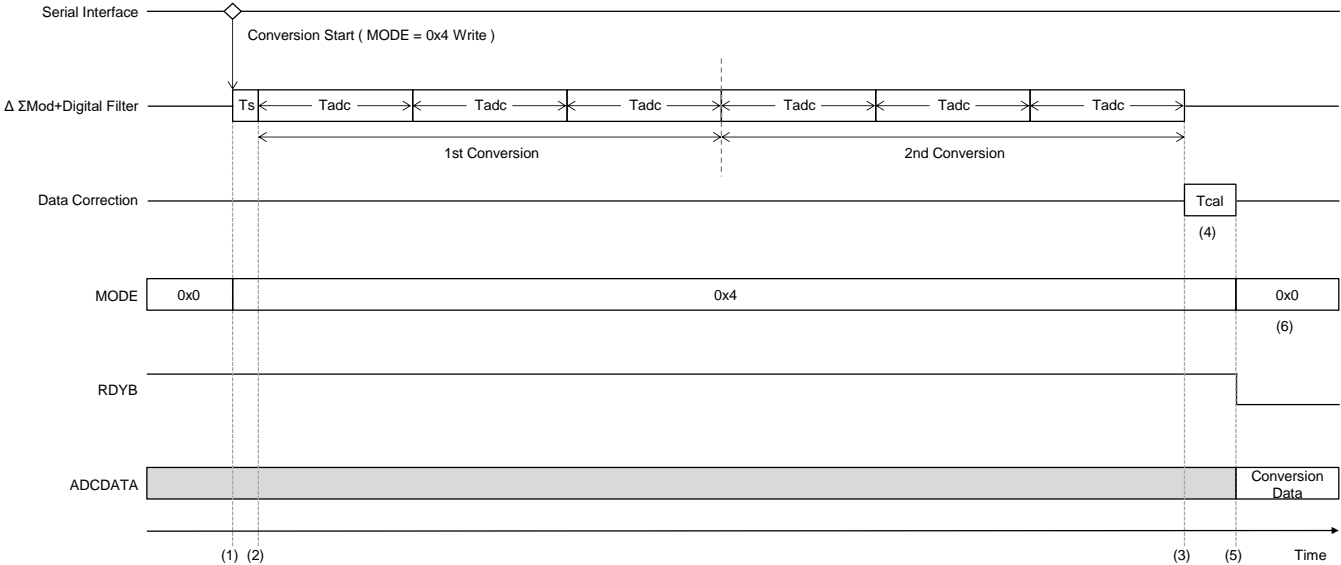 Serial Interface
Conversion Start ( MODE = 0x4 Write )
Δ ΣMod+Digital Filter
Ts Tadc Tadc Tadc Tadc Tadc Tadc
1st Conversion 2nd Conversion
Data Correction
Tcal
(4)
MODE 0x0 0x4 0x0
(6)
RDYB
ADCDATA
Conversion
Data
(1) (2) (3) (5) Time